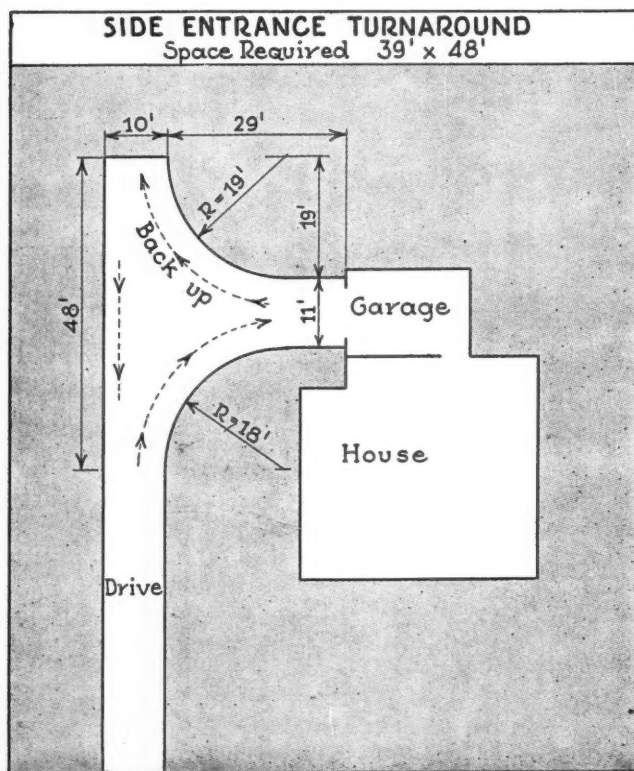 SIDE ENTRANCE TURNAROUND
Space Required 39' x 48'
10'
29'
R=19'
19'
Back up
48'
11'
Garage
R=18'
House
Drive